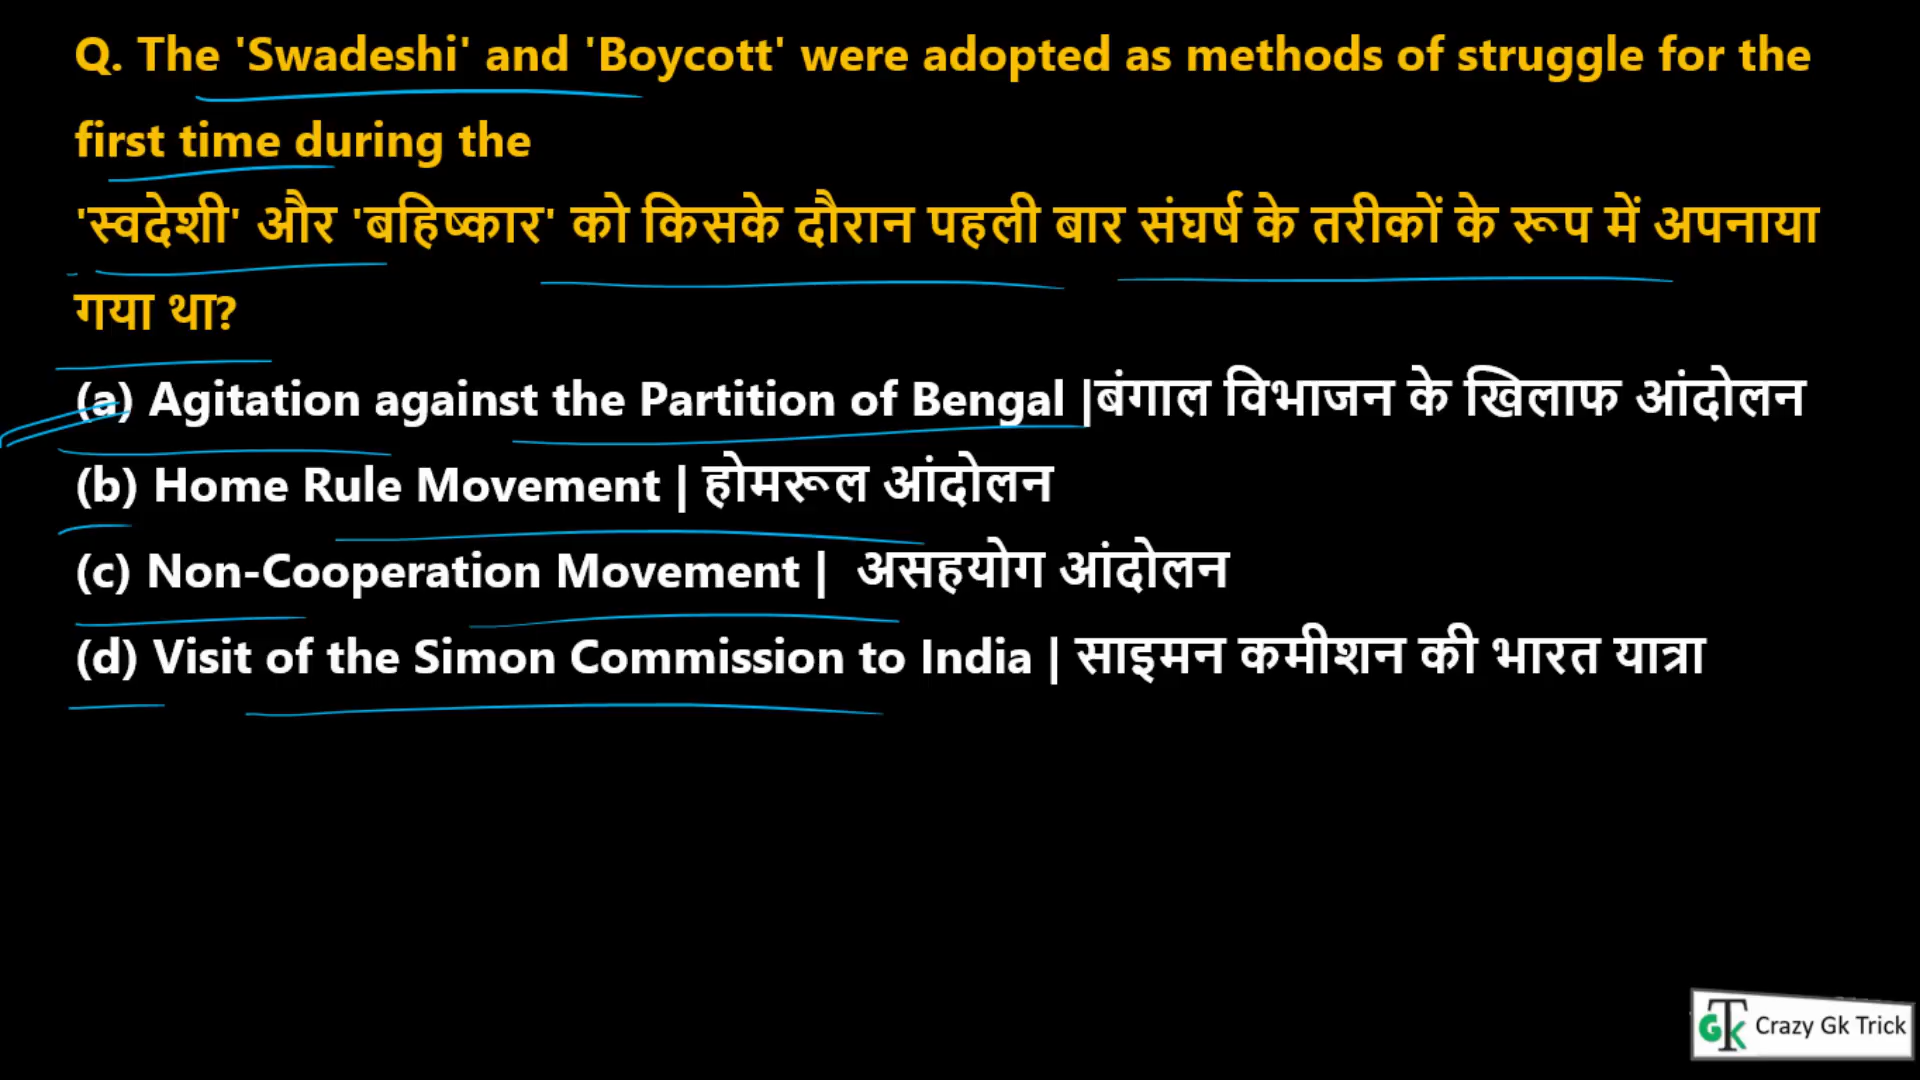 Q. The 'Swadeshi' and 'Boycott' were adopted as methods of struggle for the
first time during the
'स्वदेशी' और 'बहिष्कार' को किसके दौरान पहली बार संघर्ष के तरीकों के रूप में अपनाया
गया था?
(a) Agitation against the Partition of Bengal |बंगाल विभाजन के खिलाफ आंदोलन
(b) Home Rule Movement | होमरूल आंदोलन
(c) Non-Cooperation Movement | असहयोग आंदोलन
(d) Visit of the Simon Commission to India | साइमन कमीशन की भारत यात्रा
GTK Crazy Gk Trick